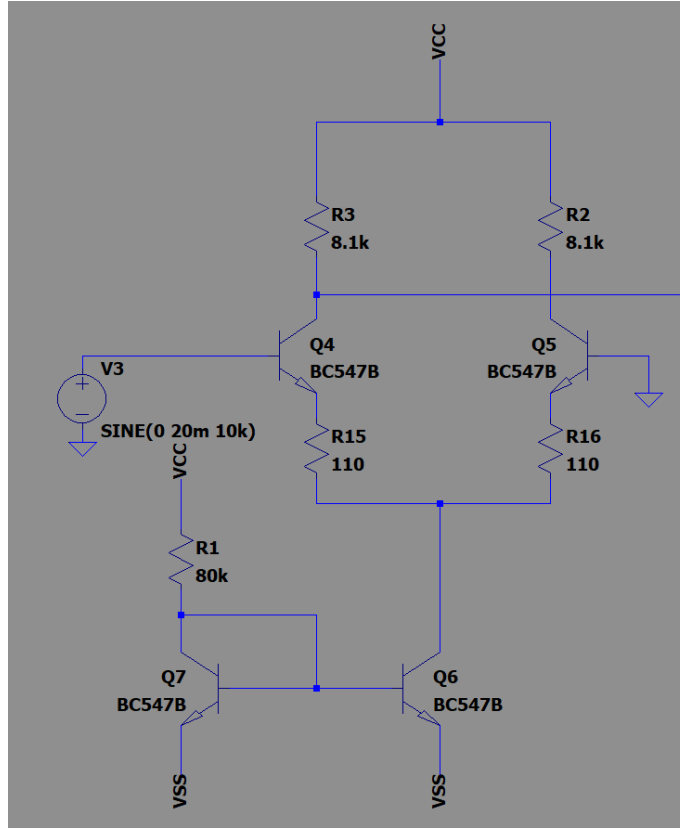 VCC
R3
8.1k
R2
8.1k
Q4
BC547B
Q5
BC547B
V3
SINE(0 20m 10k)
R15
110
R16
110
VCC
R1
80k
Q7
BC547B
Q6
BC547B
VSS
VSS